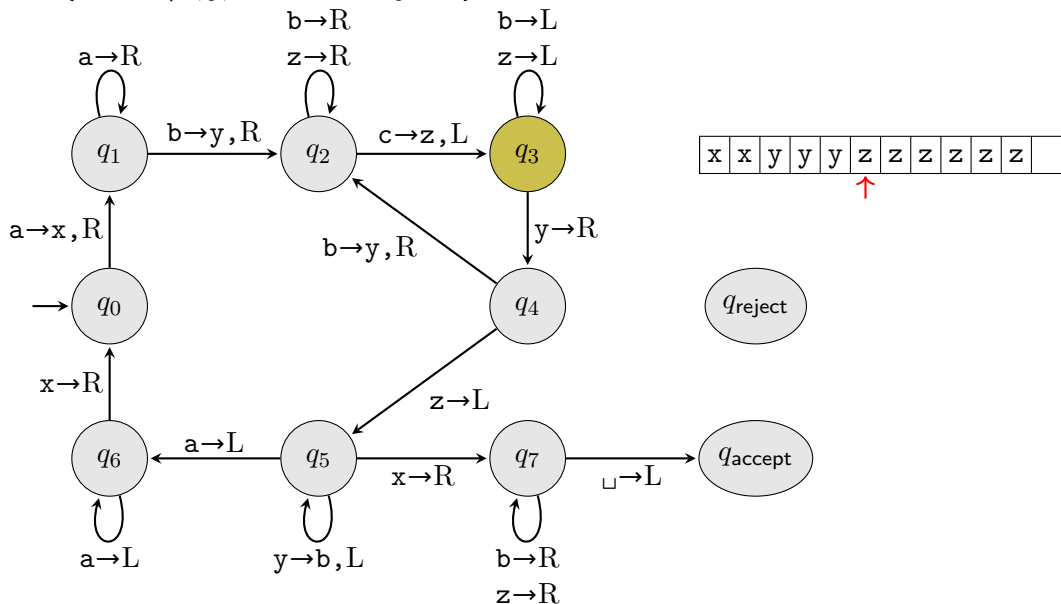 b→R
z→R
b→L
z→L
a→R
q1
b→y,R
q2
c→z,L
q3
x x y y y z z z z z z
a→x,R
b→y,R
y→R
q0
q4
qreject
x→R
z→L
q6
a→L
q5
x→R
q7
␣→L
qaccept
a→L
y→b,L
b→R
z→R